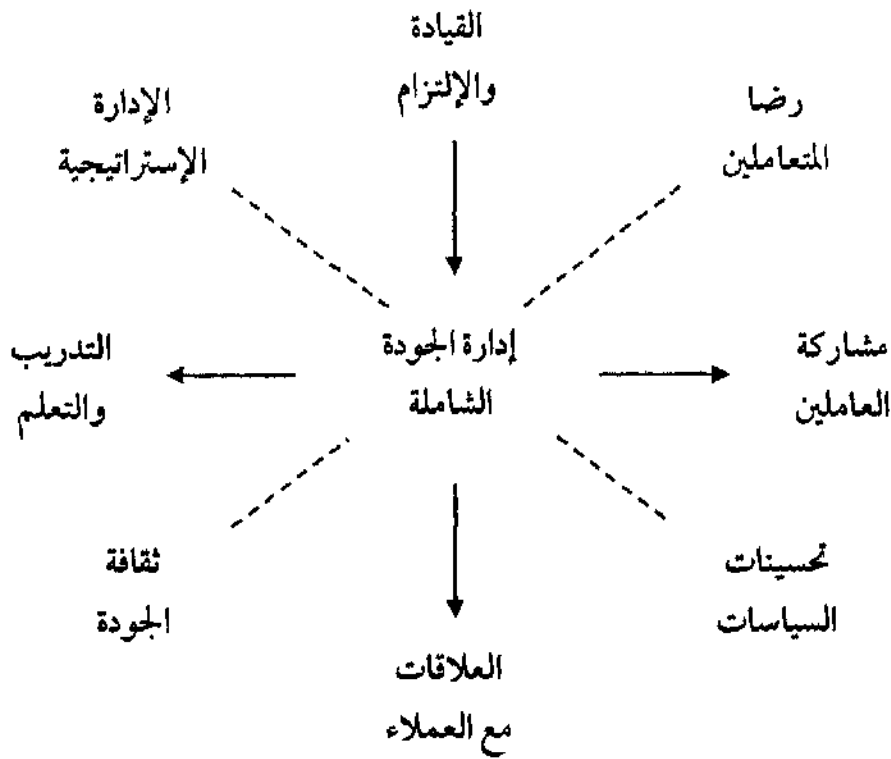 القيادة
والإلتزام
رضا
المتعاملين
الإدارة
الإستراتيجية
إدارة الجودة
الشاملة
مشاركة
العاملين
التدريب
والتعلم
تحسينات
السياسات
ثقافة
الجودة
العلاقات
مع العملاء